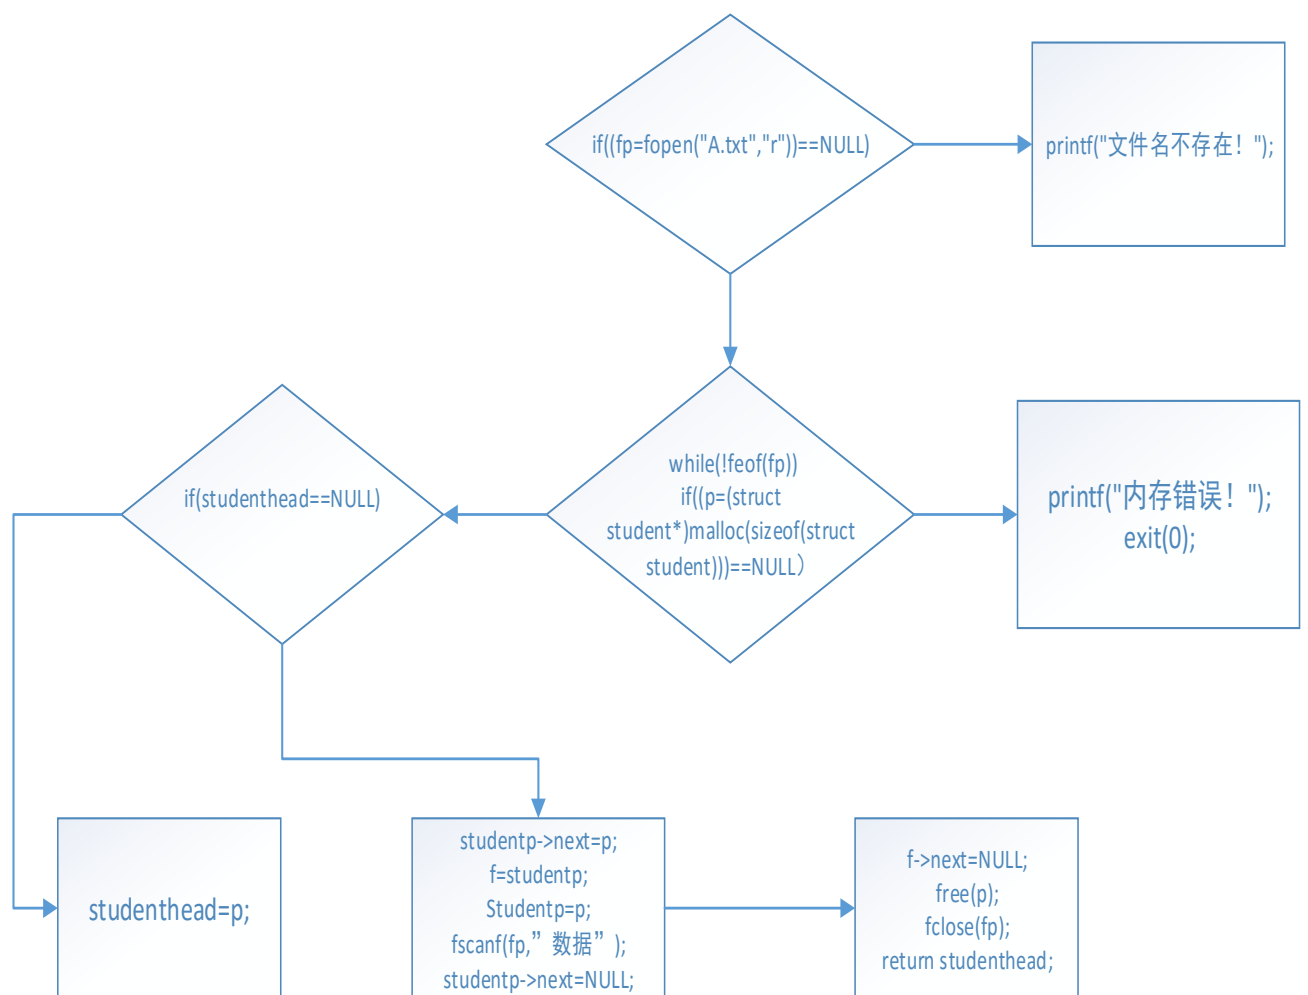 if((fp=fopen("A.txt","r"))==NULL)
printf("文件名不存在！");
while(!feof(fp))
if((p=(struct
student*)malloc(sizeof(struct
student)))==NULL）
printf("内存错误！");
exit(0);
if(studenthead==NULL)
studenthead=p;
studentp->next=p;
f=studentp;
Studentp=p;
fscanf(fp,”数据”);
studentp->next=NULL;
f->next=NULL;
free(p);
fclose(fp);
return studenthead;